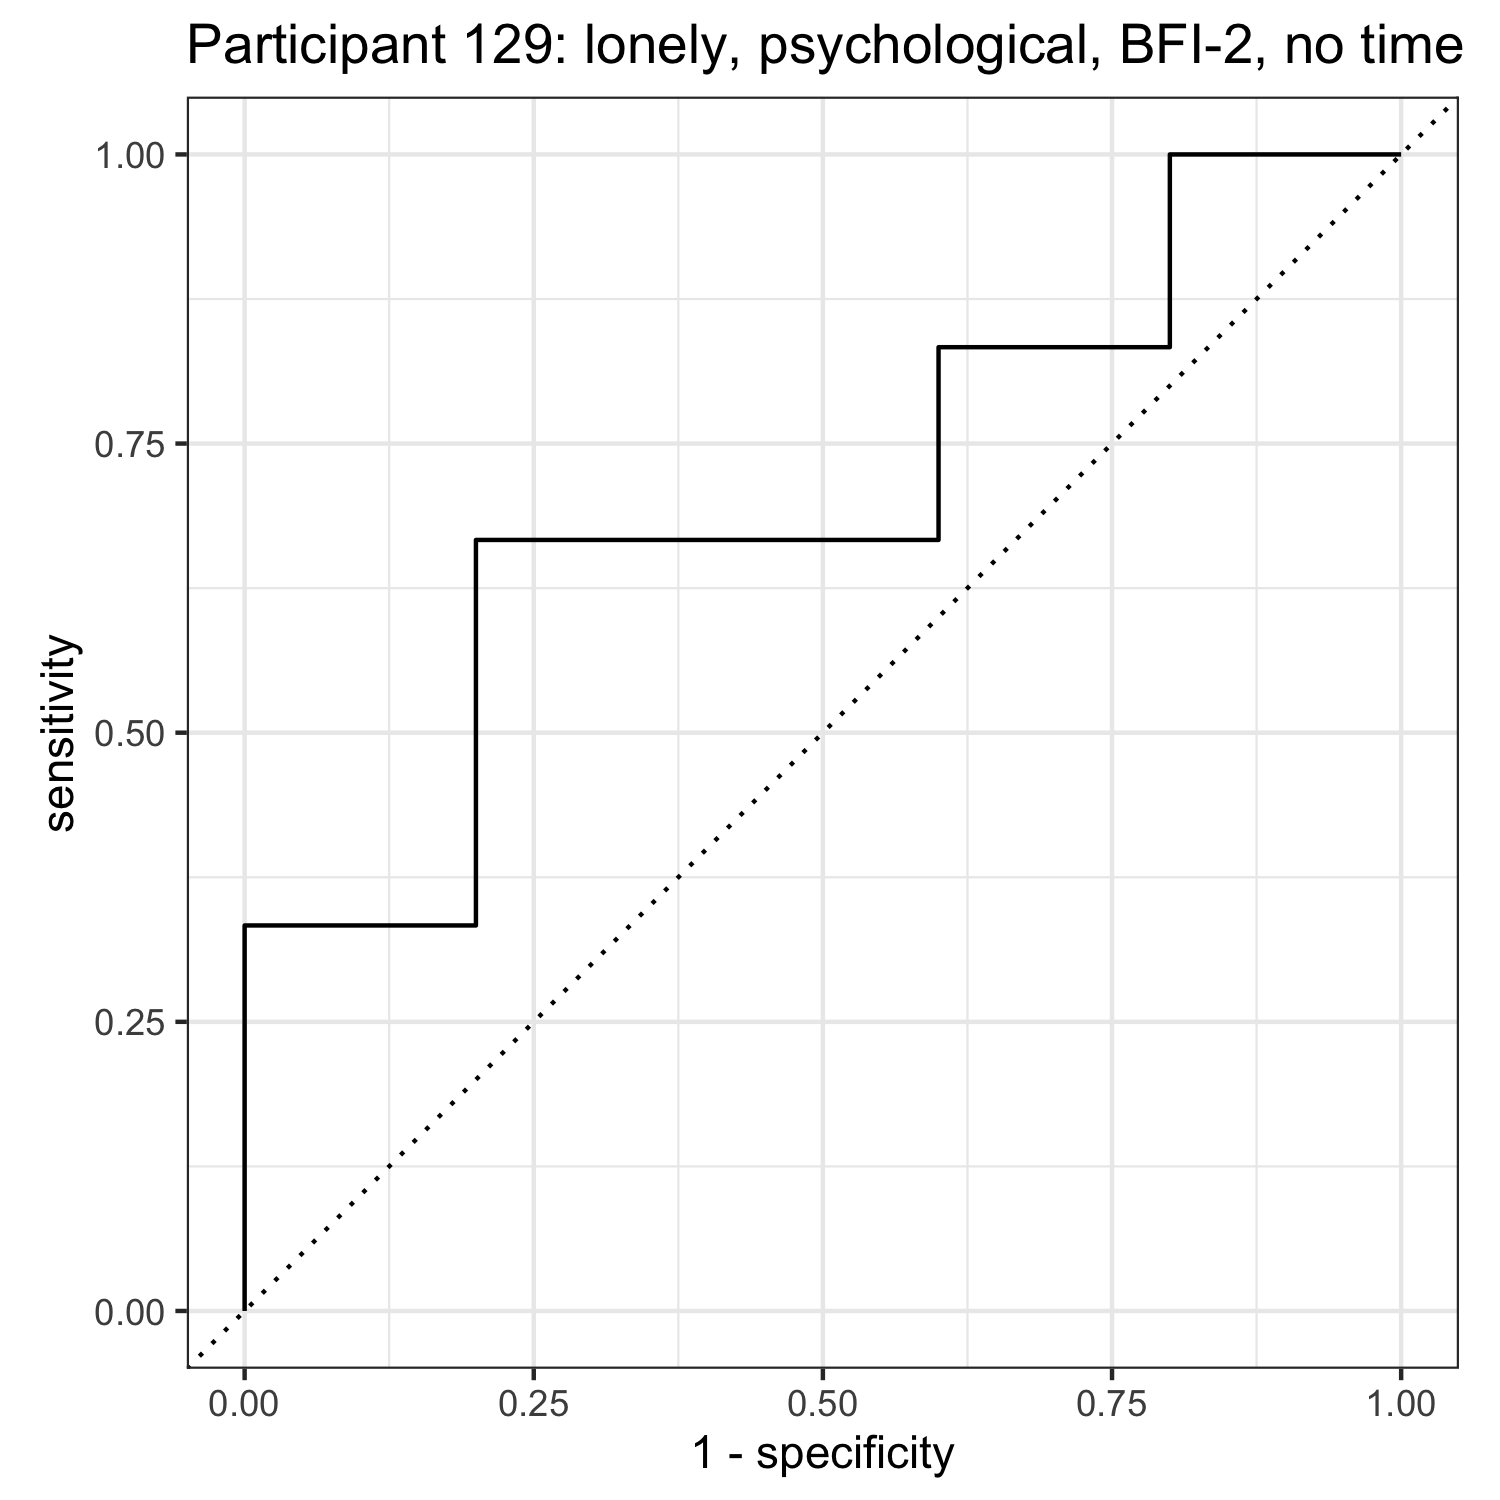 Participant 129: lonely, psychological, BFI-2, no time
1.00
0.75
0.50
0.25
0.00
sensitivity
0.00 0.25 0.50 0.75 1.00
1 - specificity